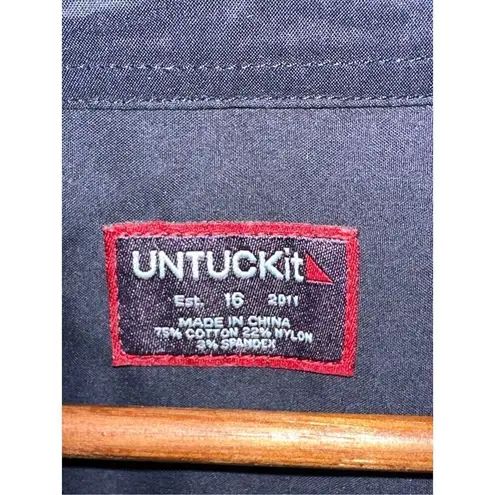 UNTUCKit
Est. 16 2011
MADE IN CHINA
75% COTTON 22% NYLON
3% SPANDEX